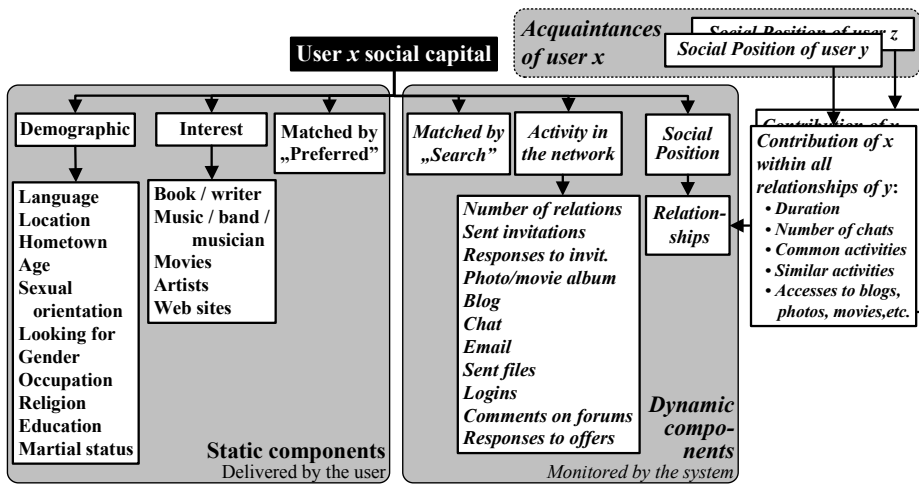 Acquaintances
of user x
Social Position of user z
Social Position of user y
User x social capital
Demographic
Language
Location
Hometown
Age
Sexual
orientation
Looking for
Gender
Occupation
Religion
Education
Martial status
Interest
Book / writer
Music / band /
musician
Movies
Artists
Web sites
Matched by
„Preferred”
Static components
Delivered by the user
Matched by
„Search”
Activity in
the network
Number of relations
Sent invitations
Responses to invit.
Photo/movie album
Blog
Chat
Email
Sent files
Logins
Comments on forums
Responses to offers
Social
Position
Relation-
ships
Dynamic
compo-
nents
Monitored by the system
Contribution of
Contribution of x
within all
relationships of y:
• Duration
• Number of chats
• Common activities
• Similar activities
• Accesses to blogs,
photos, movies,etc.